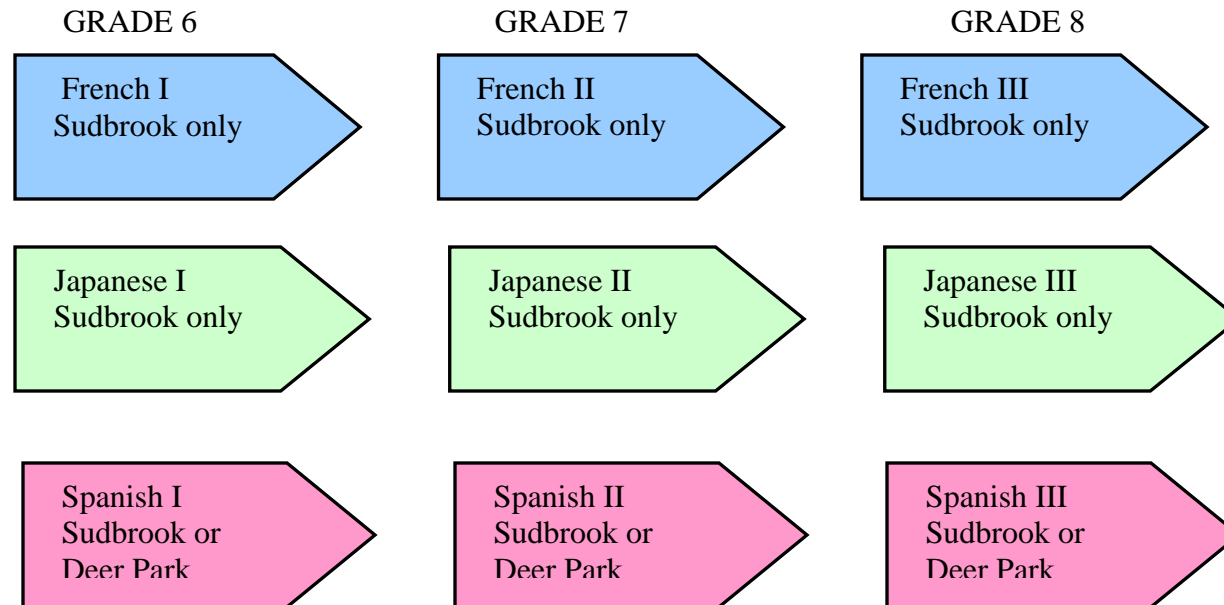 GRADE 6 GRADE 7 GRADE 8
French I
Sudbrook only
French II
Sudbrook only
French III
Sudbrook only
Japanese I
Sudbrook only
Japanese II
Sudbrook only
Japanese III
Sudbrook only
Spanish I
Sudbrook or
Deer Park
Spanish II
Sudbrook or
Deer Park
Spanish III
Sudbrook or
Deer Park